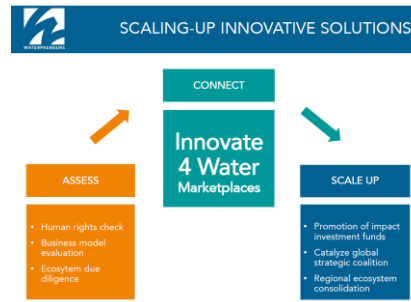 WATERPRENEURS
SCALING-UP INNOVATIVE SOLUTIONS
CONNECT
Innovate
4 Water
Marketplaces
ASSESS
• Human rights check
• Business model
evaluation
• Ecosytem due
diligence
SCALE UP
• Promotion of impact
investment funds
• Catalyze global
strategic coalition
• Regional ecosystem
consolidation